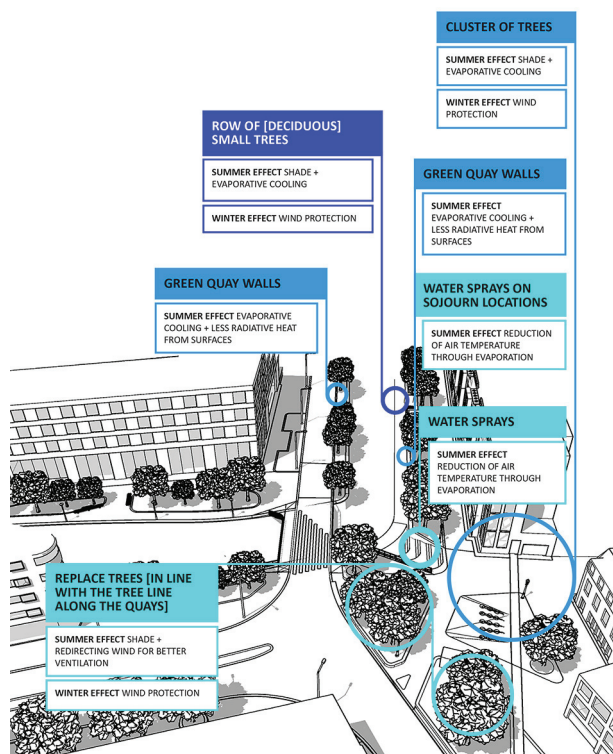 CLUSTER OF TREES
SUMMER EFFECT SHADE +
EVAPORATIVE COOLING
WINTER EFFECT WIND
PROTECTION
ROW OF [DECIDUOUS]
SMALL TREES
SUMMER EFFECT SHADE +
EVAPORATIVE COOLING
WINTER EFFECT WIND PROTECTION
GREEN QUAY WALLS
SUMMER EFFECT
EVAPORATIVE COOLING +
LESS RADIATIVE HEAT FROM
SURFACES
GREEN QUAY WALLS
SUMMER EFFECT EVAPORATIVE
COOLING + LESS RADIATIVE HEAT
FROM SURFACES
WATER SPRAYS ON
SOJOURN LOCATIONS
SUMMER EFFECT REDUCTION
OF AIR TEMPERATURE
THROUGH EVAPORATION
WATER SPRAYS
SUMMER EFFECT
REDUCTION OF AIR
TEMPERATURE THROUGH
EVAPORATION
REPLACE TREES [IN LINE
WITH THE TREE LINE
ALONG THE QUAYS]
SUMMER EFFECT SHADE +
REDIRECTING WIND FOR BETTER
VENTILATION
WINTER EFFECT WIND PROTECTION